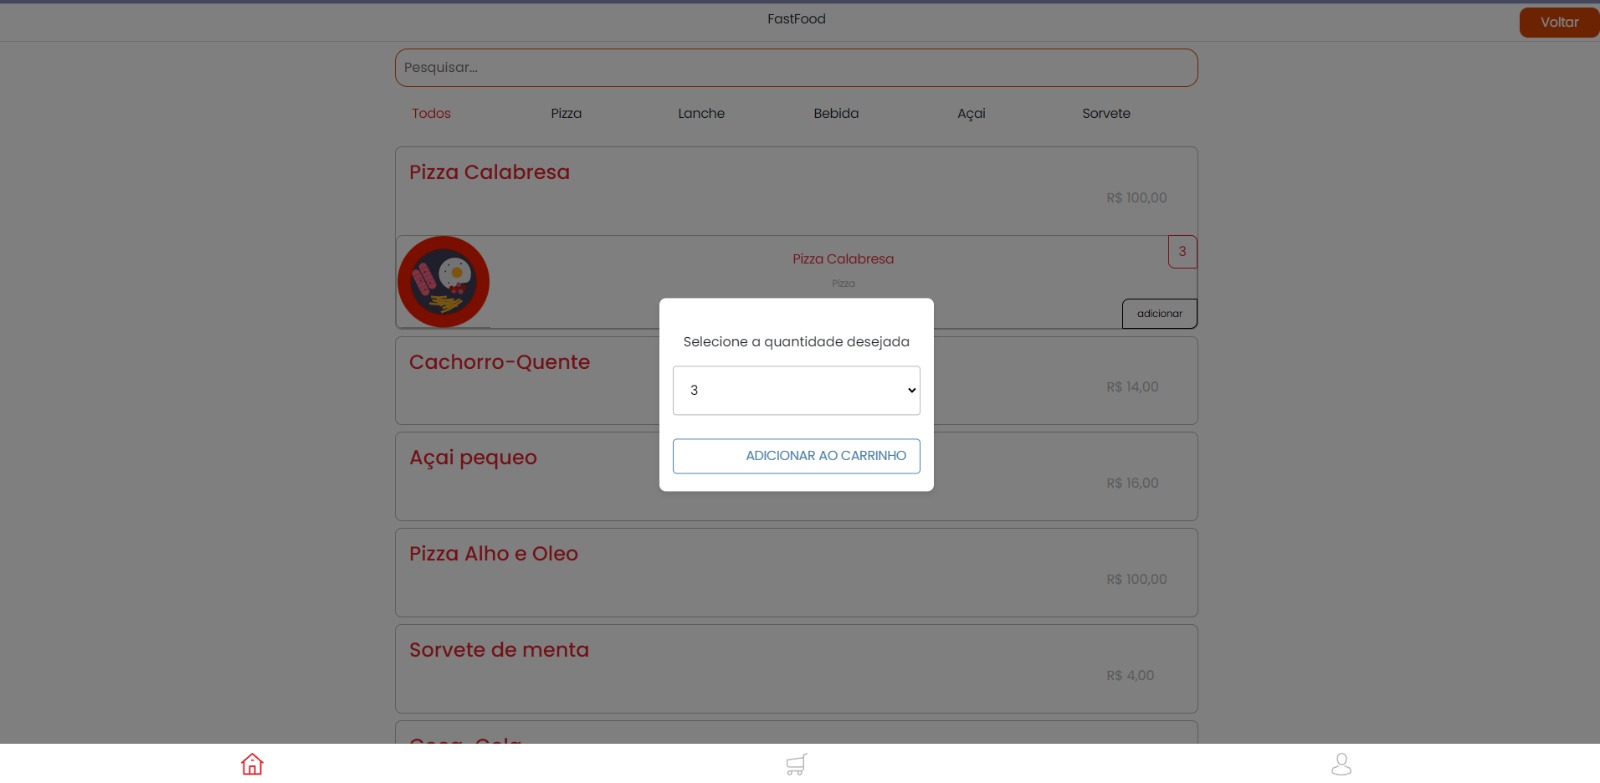 FastFood
Voltar
Pesquisar...
Todos Pizza Lanche Bebida Açai Sorvete
Pizza Calabresa
R$ 100,00
Pizza Calabresa
3
Pizza
adicionar
Selecione a quantidade desejada
3
ADICIONAR AO CARRINHO
Cachorro-Quente
R$ 14,00
Açai pequeo
R$ 16,00
Pizza Alho e Oleo
R$ 100,00
Sorvete de menta
R$ 4,00
Coca-Cola